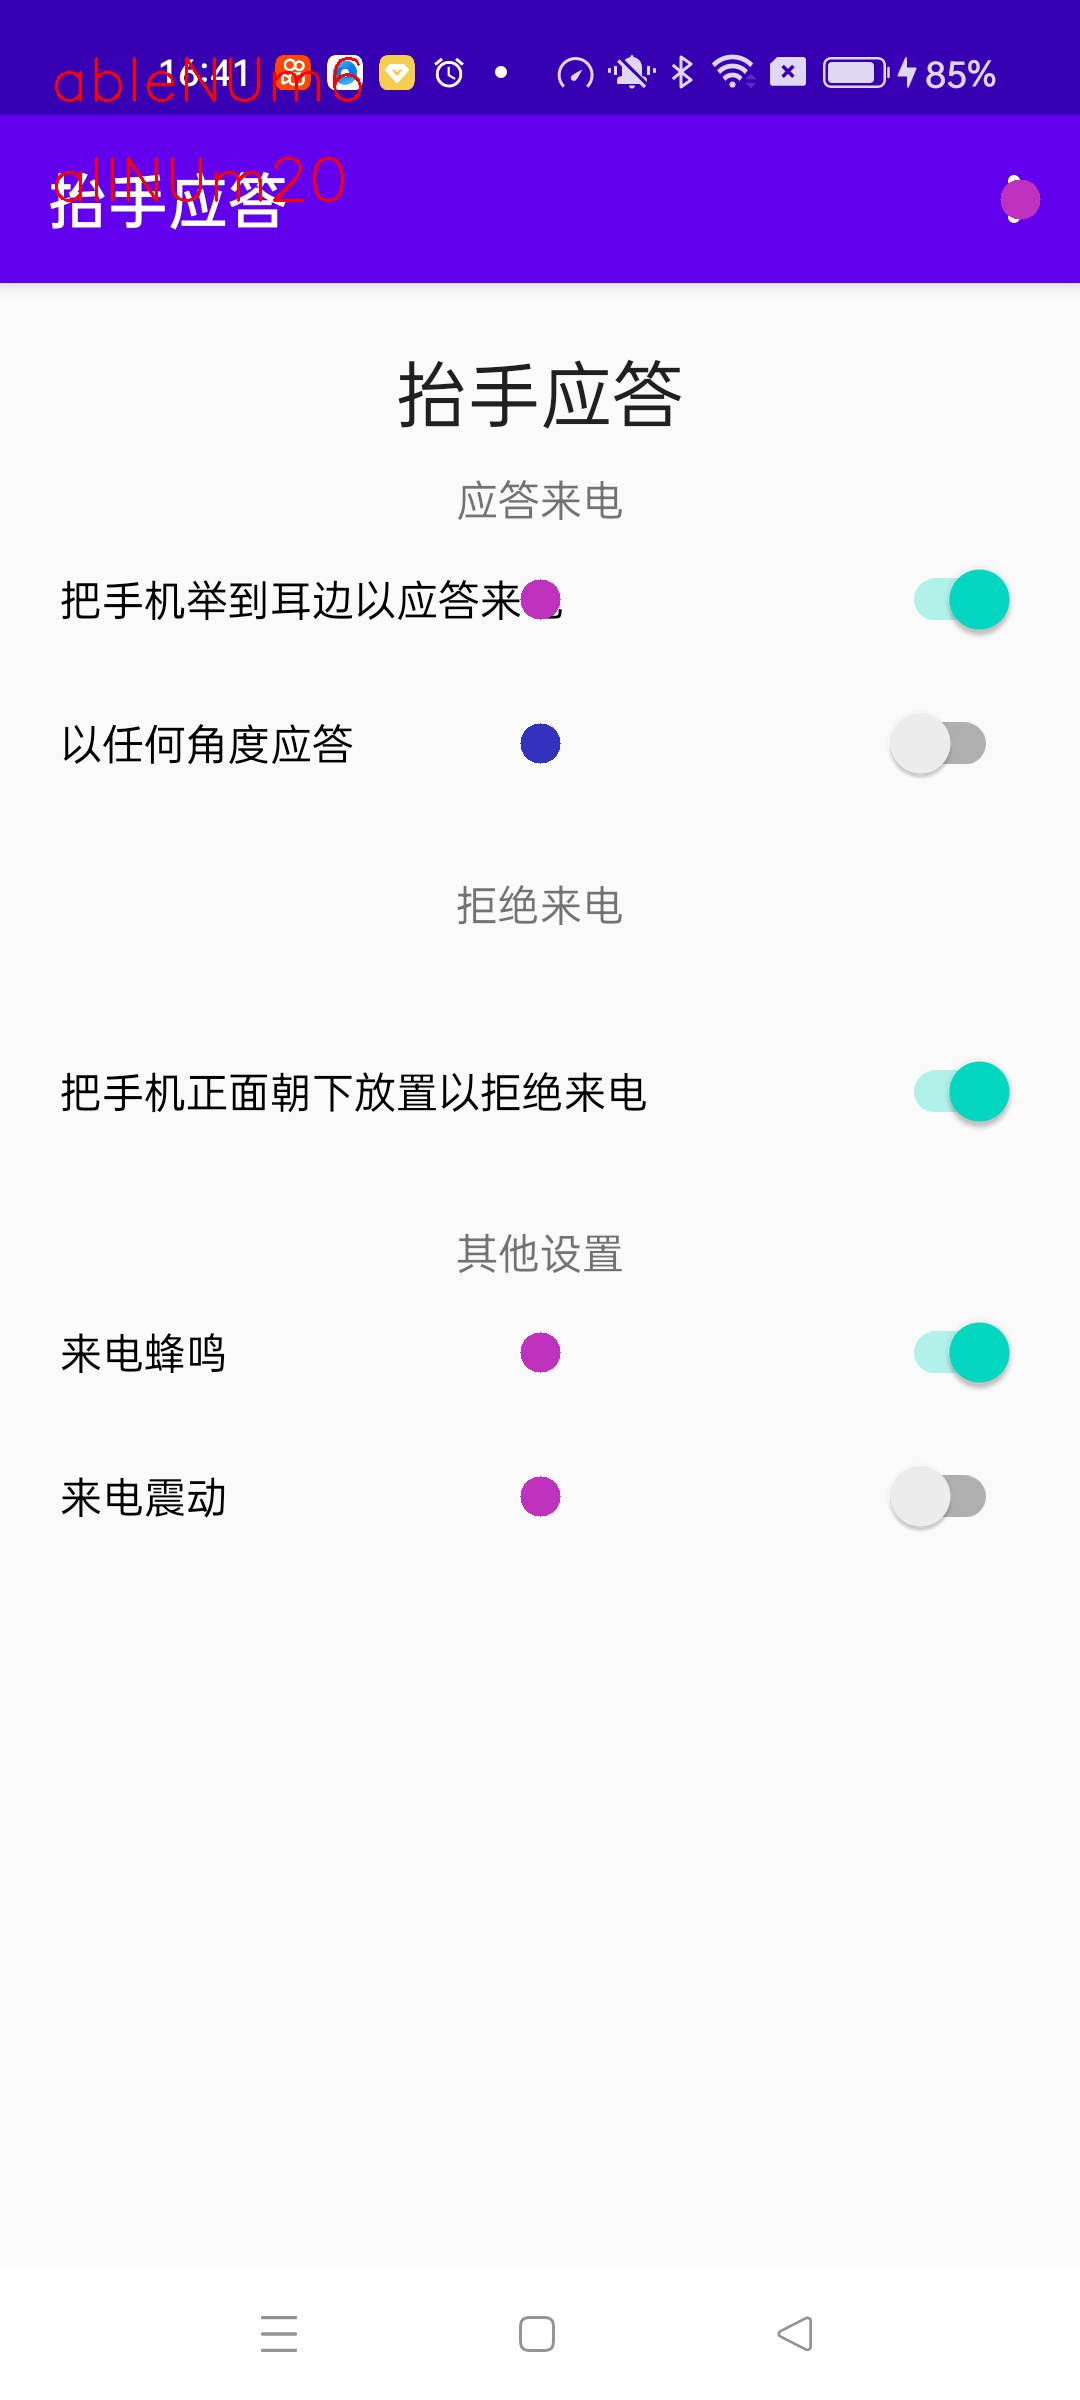 16:41
85%
ableNUm6
allNUm20
抬手应答
抬手应答
应答来电
把手机举到耳边以应答来电
以任何角度应答
拒绝来电
把手机正面朝下放置以拒绝来电
其他设置
来电蜂鸣
来电震动